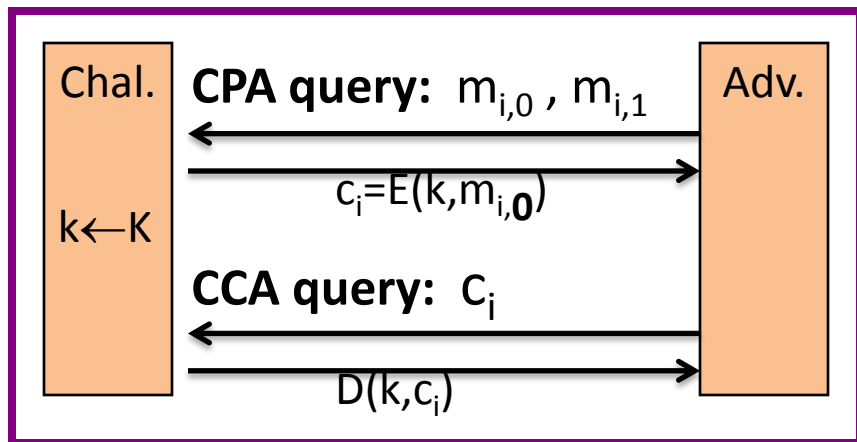 Chal.
k←K
CPA query: mᵢ,₀ , mᵢ,₁
cᵢ=E(k,mᵢ,₀)
CCA query: cᵢ
D(k,cᵢ)
Adv.